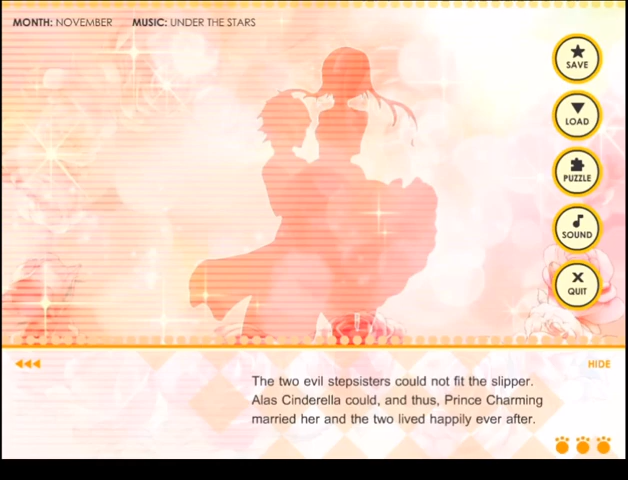 MONTH: NOVEMBER MUSIC: UNDER THE STARS
SAVE
LOAD
PUZZLE
SOUND
QUIT
HIDE
The two evil stepsisters could not fit the slipper.
Alas Cinderella could, and thus, Prince Charming
married her and the two lived happily ever after.